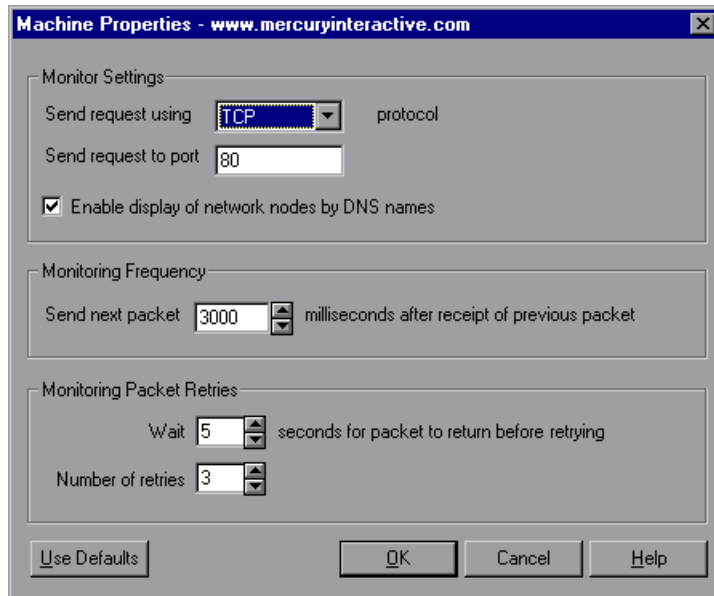 Machine Properties - www.mercuryinteractive.com
Monitor Settings
Send request using TCP protocol
Send request to port 80
Enable display of network nodes by DNS names
Monitoring Frequency
Send next packet 3000 milliseconds after receipt of previous packet
Monitoring Packet Retries
Wait 5 seconds for packet to return before retrying
Number of retries 3
Use Defaults OK Cancel Help